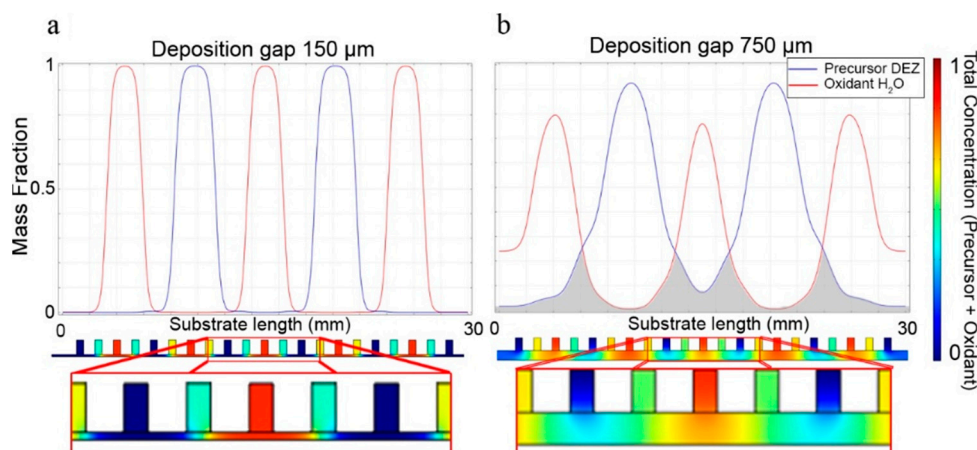 a
Deposition gap 150 µm
1
0.5
0
Mass Fraction
0
Substrate length (mm)
30
b
Deposition gap 750 µm
Precursor DEZ
Oxidant H₂O
0
Substrate length (mm)
30
1
0
Total Concentration (Precursor + Oxidant)